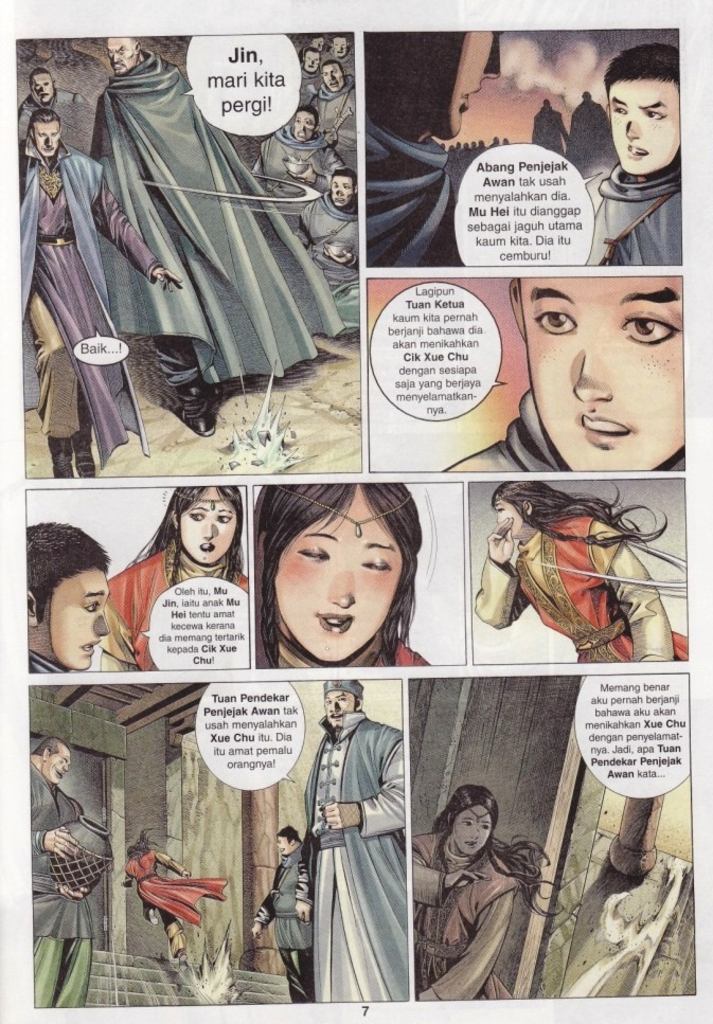 Jin,
mari kita
pergi!
Baik...!
Abang Penjejak
Awan tak usah
menyalahkan dia.
Mu Hei itu dianggap
sebagai jaguh utama
kaum kita. Dia itu
cemburu!
Lagipun
Tuan Ketua
kaum kita pernah
berjanji bahawa dia
akan menikahkan
Cik Xue Chu
dengan sesiapa
saja yang berjaya
menyelamatkan-
nya.
Oleh itu, Mu
Jin, iaitu anak Mu
Hei tentu amat
kecewa kerana
dia memang tertarik
kepada Cik Xue
Chu!
Tuan Pendekar
Penjejak Awan tak
usah menyalahkan
Xue Chu itu. Dia
itu amat pemalu
orangnya!
Memang benar
aku pernah berjanji
bahawa aku akan
menikahkan Xue Chu
dengan penyelamat-
nya. Jadi, apa Tuan
Pendekar Penjejak
Awan kata...
7